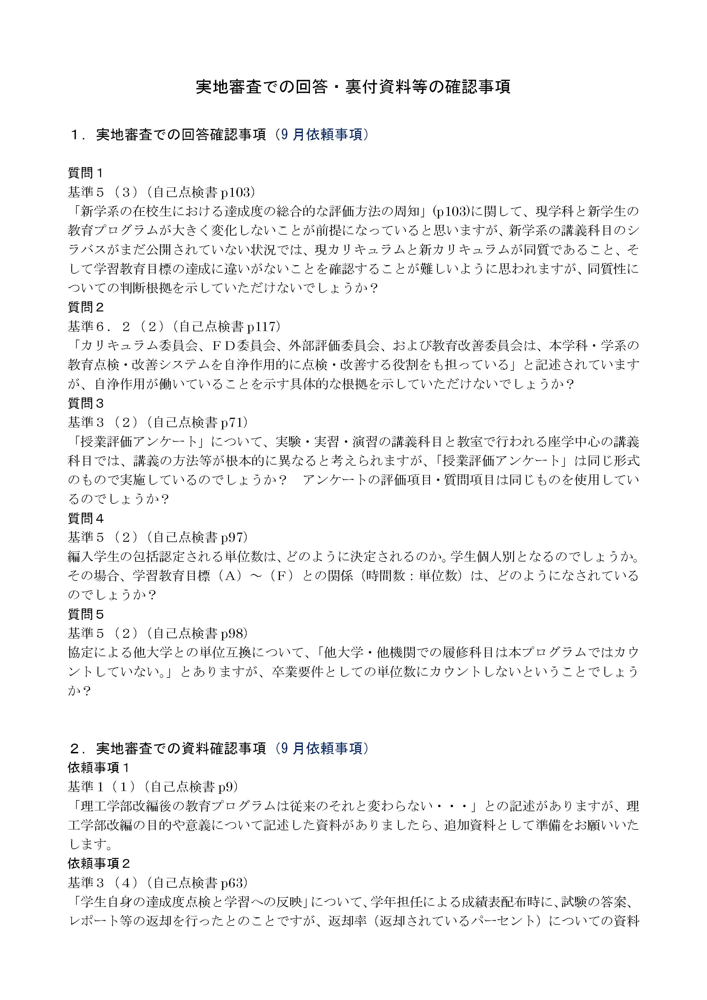 実地審査での回答・裏付資料等の確認事項
１．実地審査での回答確認事項（9 月依頼事項）
質問１
基準５（３）（自己点検書 p103）
「新学系の在校生における達成度の総合的な評価方法の周知」(p103)に関して、現学科と新学生の
教育プログラムが大きく変化しないことが前提になっていると思いますが、新学系の講義科目のシ
ラバスがまだ公開されていない状況では、現カリキュラムと新カリキュラムが同質であること、そ
して学習教育目標の達成に違いがないことを確認することが難しいように思われますが、同質性に
ついての判断根拠を示していただけないでしょうか？
質問２
基準６．２（２）（自己点検書 p117）
「カリキュラム委員会、ＦＤ委員会、外部評価委員会、および教育改善委員会は、本学科・学系の
教育点検・改善システムを自浄作用的に点検・改善する役割をも担っている」と記述されています
が、自浄作用が働いていることを示す具体的な根拠を示していただけないでしょうか？
質問３
基準３（２）（自己点検書 p71）
「授業評価アンケート」について、実験・実習・演習の講義科目と教室で行われる座学中心の講義
科目では、講義の方法等が根本的に異なると考えられますが、「授業評価アンケート」は同じ形式
のもので実施しているのでしょうか？　アンケートの評価項目・質問項目は同じものを使用してい
るのでしょうか？
質問４
基準５（２）（自己点検書 p97）
編入学生の包括認定される単位数は、どのように決定されるのか。学生個人別となるのでしょうか。
その場合、学習教育目標（Ａ）～（Ｆ）との関係（時間数：単位数）は、どのようになされている
のでしょうか？
質問５
基準５（２）（自己点検書 p98）
協定による他大学との単位互換について、「他大学・他機関での履修科目は本プログラムではカウ
ントしていない。」とありますが、卒業要件としての単位数にカウントしないということでしょう
か？
２．実地審査での資料確認事項（9 月依頼事項）
依頼事項１
基準１（１）（自己点検書 p9）
「理工学部改編後の教育プログラムは従来のそれと変わらない・・・」との記述がありますが、理
工学部改編の目的や意義について記述した資料がありましたら、追加資料として準備をお願いいた
します。
依頼事項２
基準３（４）（自己点検書 p63）
「学生自身の達成度点検と学習への反映」について、学年担任による成績表配布時に、試験の答案、
レポート等の返却を行ったとのことですが、返却率（返却されているパーセント）についての資料